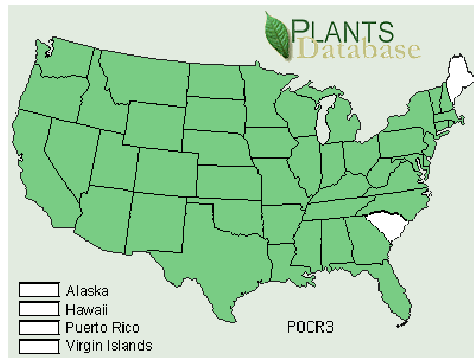 PLANTS
Database
Alaska
Hawaii
Puerto Rico
Virgin Islands
POCR3